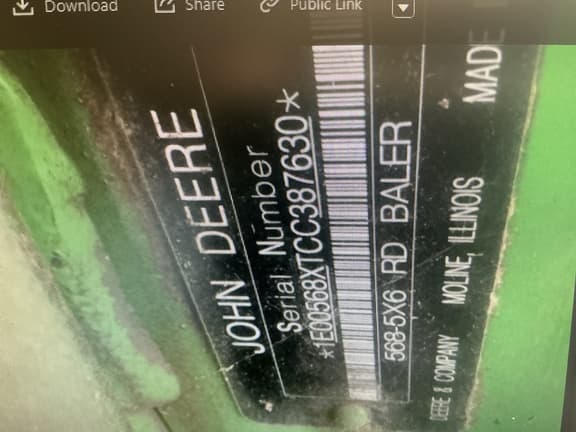 Download Share Public Link
JOHN DEERE
Serial Number
*1E00568XTCC387630*
568-5X6 RD BALER
DEERE & COMPANY MOLINE, ILLINOIS MADE